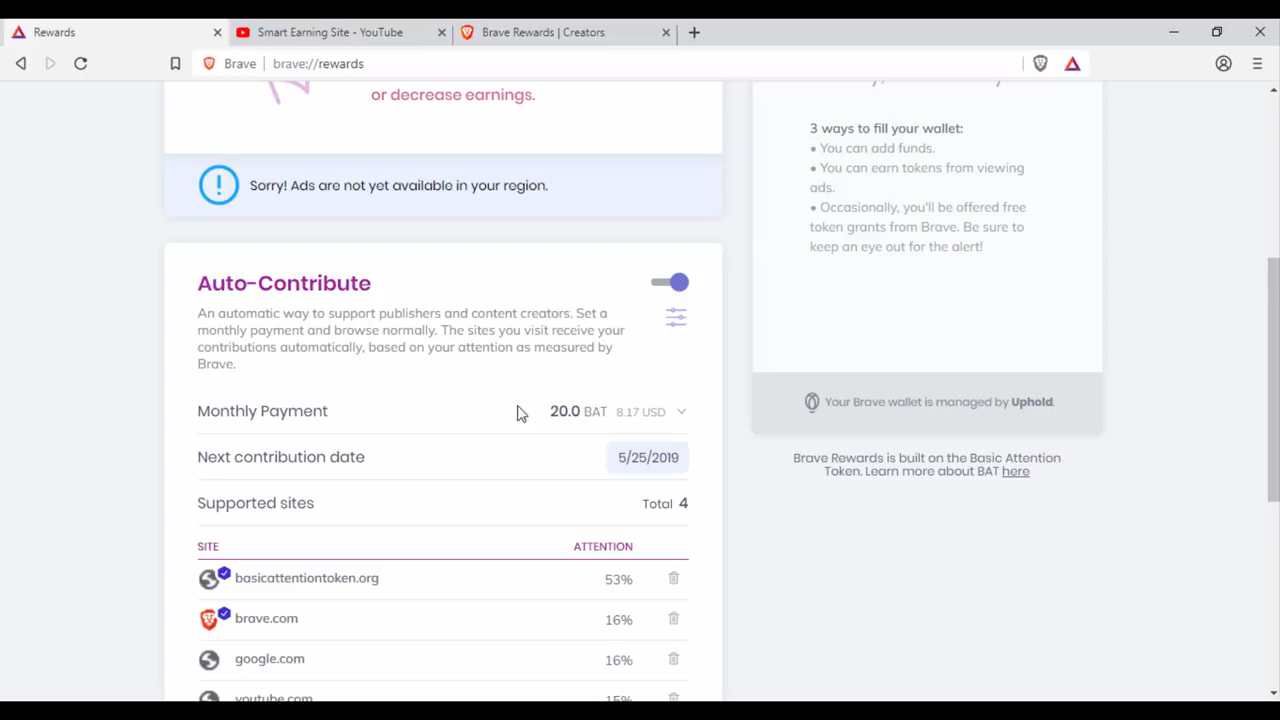 Rewards
Smart Earning Site - YouTube
Brave Rewards | Creators
Brave
brave://rewards
or decrease earnings.
Sorry! Ads are not yet available in your region.
Auto-Contribute
An automatic way to support publishers and content creators. Set a
monthly payment and browse normally. The sites you visit receive your
contributions automatically, based on your attention as measured by
Brave.
Monthly Payment 20.0 BAT 8.17 USD
Next contribution date 5/25/2019
Supported sites Total 4
SITE ATTENTION
basicattentiontoken.org 53%
brave.com 16%
google.com 16%
youtube.com 15%
3 ways to fill your wallet:
• You can add funds.
• You can earn tokens from viewing
ads.
• Occasionally, you'll be offered free
token grants from Brave. Be sure to
keep an eye out for the alert!
Your Brave wallet is managed by Uphold.
Brave Rewards is built on the Basic Attention
Token. Learn more about BAT here